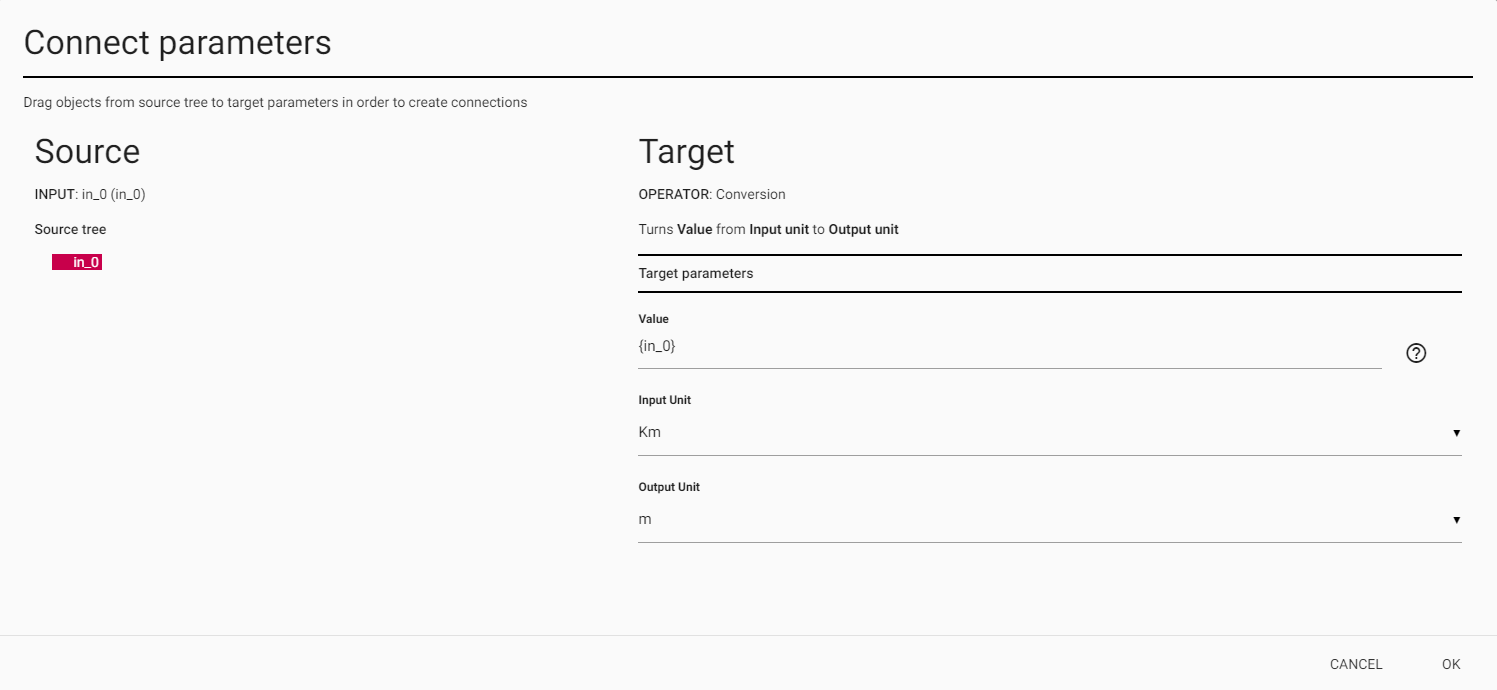 Connect parameters
Drag objects from source tree to target parameters in order to create connections
Source
INPUT: in_0 (in_0)
Source tree
in_0
Target
OPERATOR: Conversion
Turns Value from Input unit to Output unit
Target parameters
Value
{in_0}
Input Unit
Km
Output Unit
m
CANCEL
OK